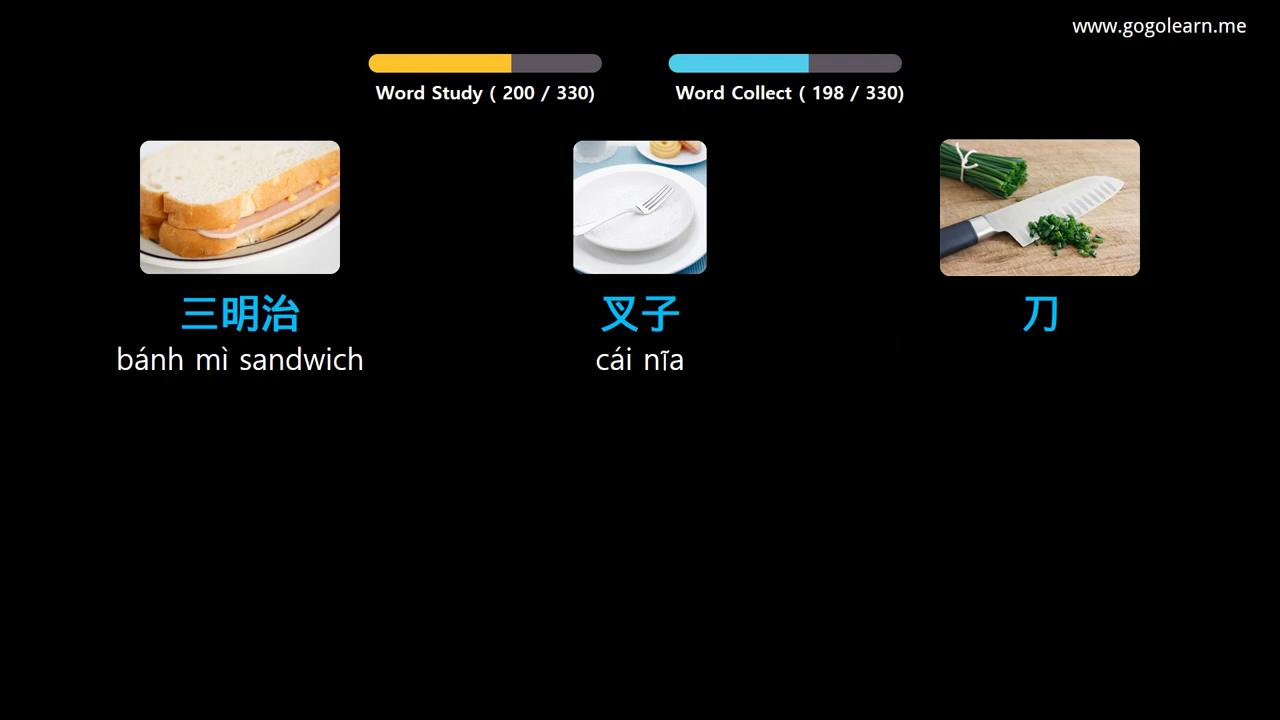 www.gogolearn.me
Word Study ( 200 / 330)
Word Collect ( 198 / 330)
三明治
bánh mì sandwich
叉子
cái nĩa
刀